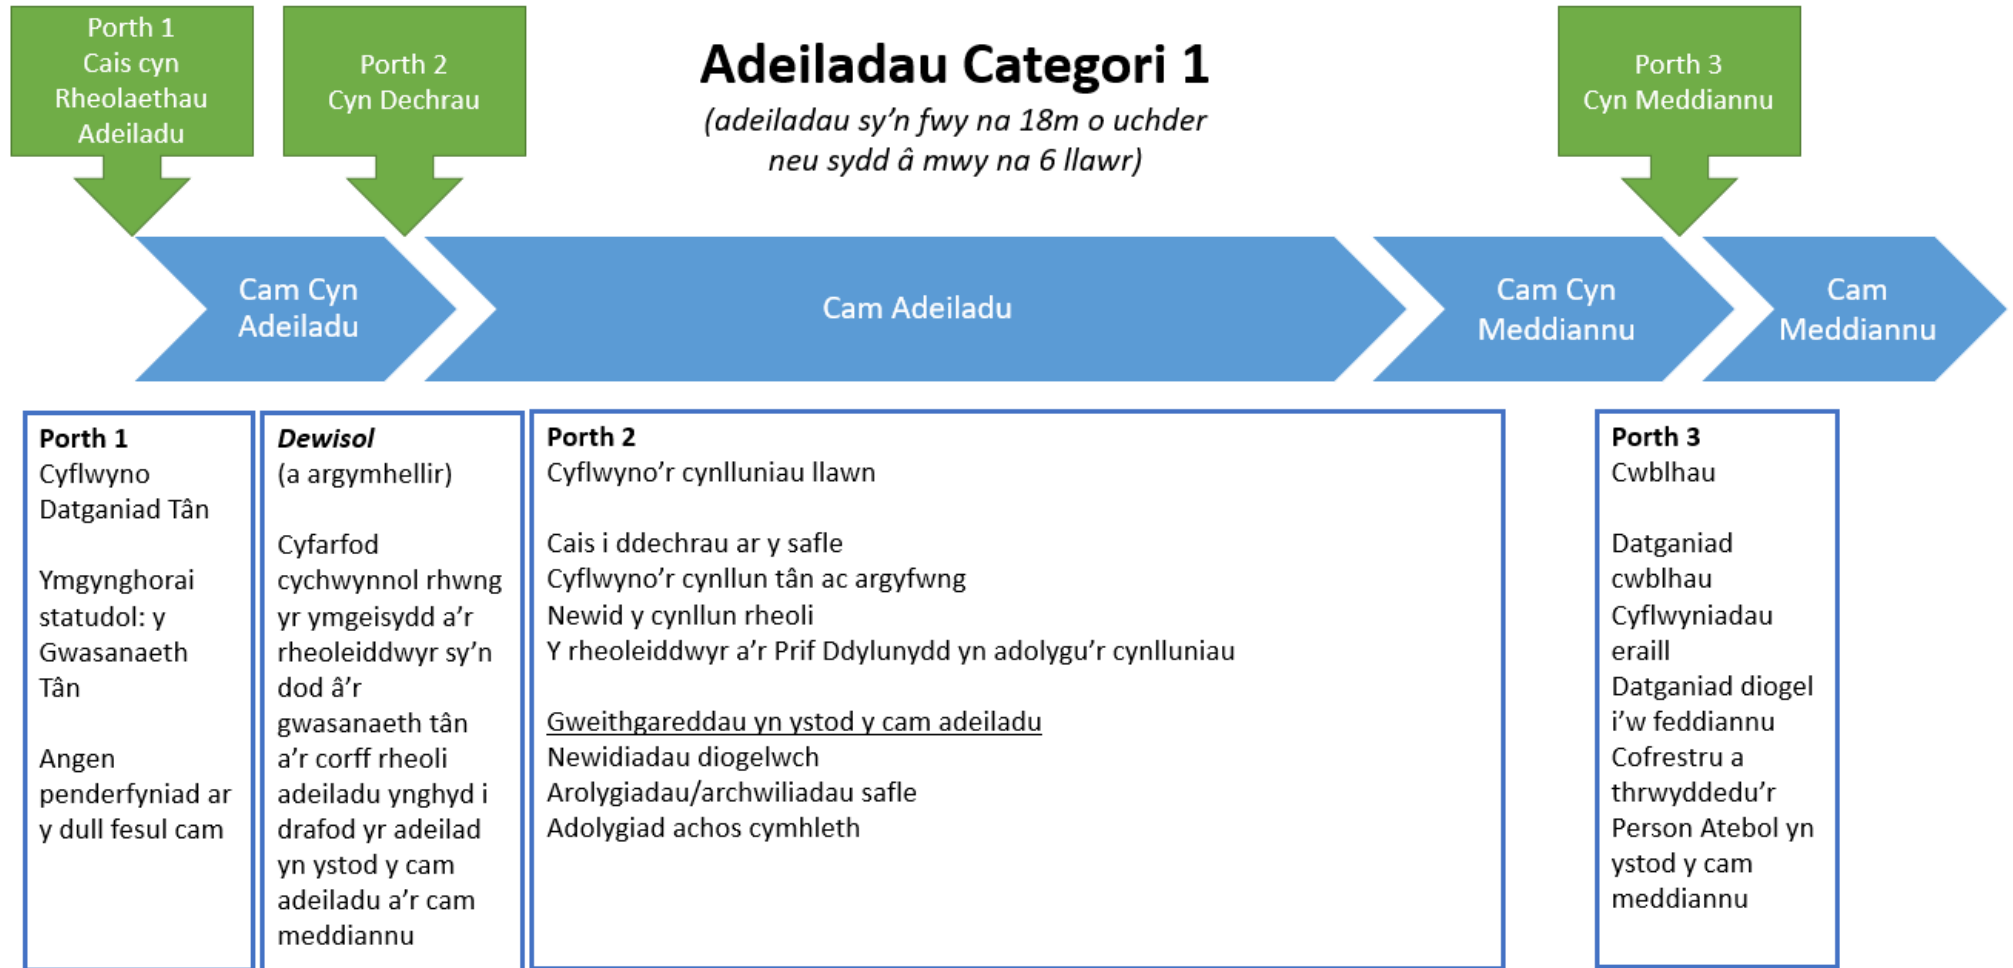 Porth 1
Cais cyn
Rheolaethau
Adeiladu
Porth 2
Cyn Dechrau
Adeiladau Categori 1
(adeiladau sy’n fwy na 18m o uchder
neu sydd â mwy na 6 llawr)
Porth 3
Cyn Meddiannu
Cam Cyn
Adeiladu
Cam Adeiladu
Cam Cyn
Meddiannu
Cam
Meddiannu
Porth 1
Cyflwyno
Datganiad Tân
Ymgynghorai
statudol: y
Gwasanaeth
Tân
Angen
penderfyniad ar
y dull fesul cam
Dewisol
(a argymhellir)
Cyfarfod
cychwynnol rhwng
yr ymgeisydd a’r
rheoleiddwyr sy’n
dod â’r
gwasanaeth tân
a’r corff rheoli
adeiladu ynghyd i
drafod yr adeilad
yn ystod y cam
adeiladu a’r cam
meddiannu
Porth 2
Cyflwyno’r cynlluniau llawn
Cais i ddechrau ar y safle
Cyflwyno’r cynllun tân ac argyfwng
Newid y cynllun rheoli
Y rheoleiddwyr a’r Prif Ddylunydd yn adolygu’r cynlluniau
Gweithgareddau yn ystod y cam adeiladu
Newidiadau diogelwch
Arolygiadau/archwiliadau safle
Adolygiad achos cymhleth
Porth 3
Cwblhau
Datganiad
cwblhau
Cyflwyniadau
eraill
Datganiad diogel
i’w feddiannu
Cofrestru a
thrwyddedu’r
Person Atebol yn
ystod y cam
meddiannu